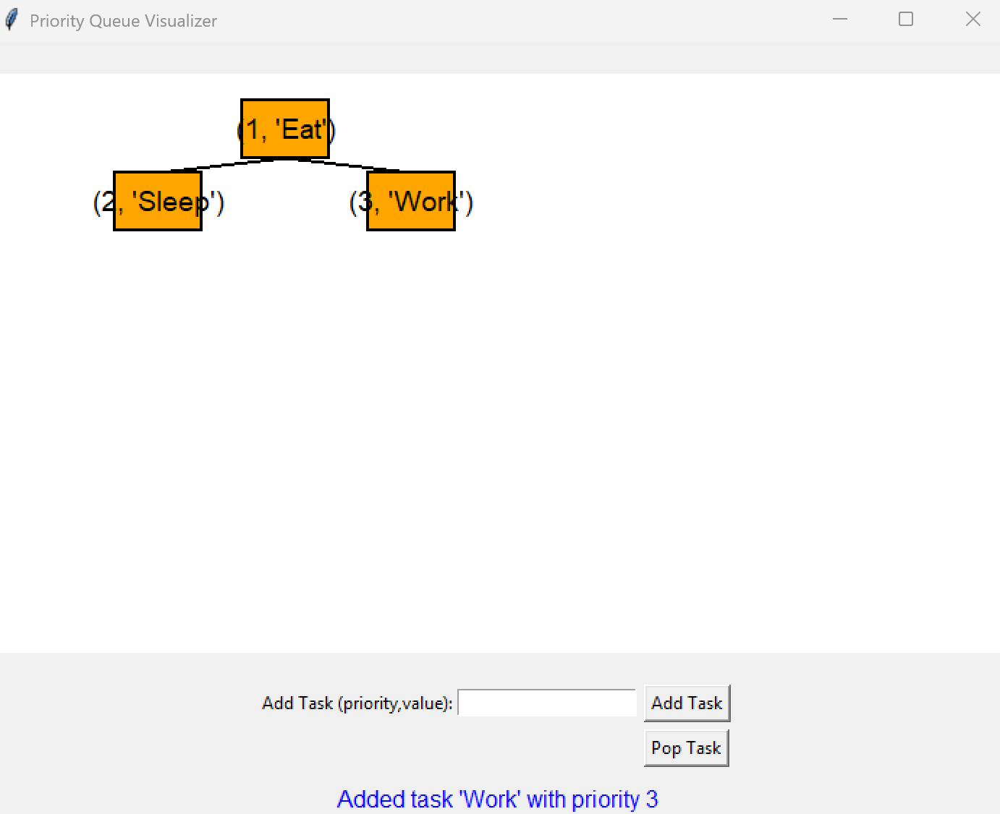 Priority Queue Visualizer
(1, 'Eat')
(2, 'Sleep')
(3, 'Work')
Add Task (priority,value):
Add Task
Pop Task
Added task 'Work' with priority 3